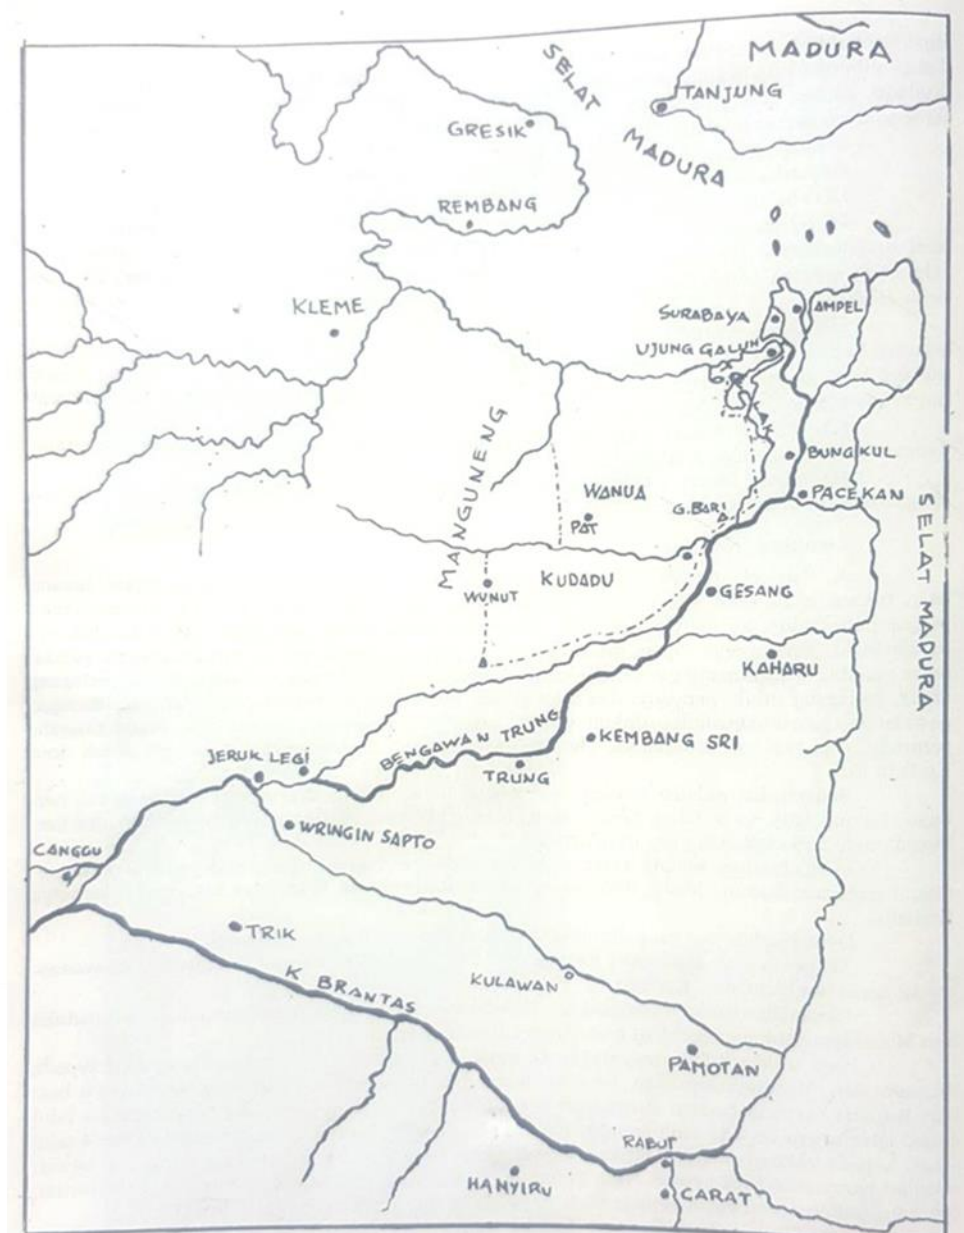 MADURA
SELAT
MADURA
TANJUNG
GRESIK
REMBANG
KLEME
SURABAYA
AMPEL
UJUNG GALUH
MANGUNENG
BUNGKUL
WANUA
PAT
G.BARI
PACEKAN
SELAT MADURA
WUNUT
KUDADU
GESANG
KAHARU
BENGAWAN TRUNG
KEMBANG SRI
JERUK LEGI
TRUNG
WRINGIN SAPTO
CANGGU
TRIK
K BRANTAS
KULAWAN
PAMOTAN
RABUT
HANYIRU
CARAT